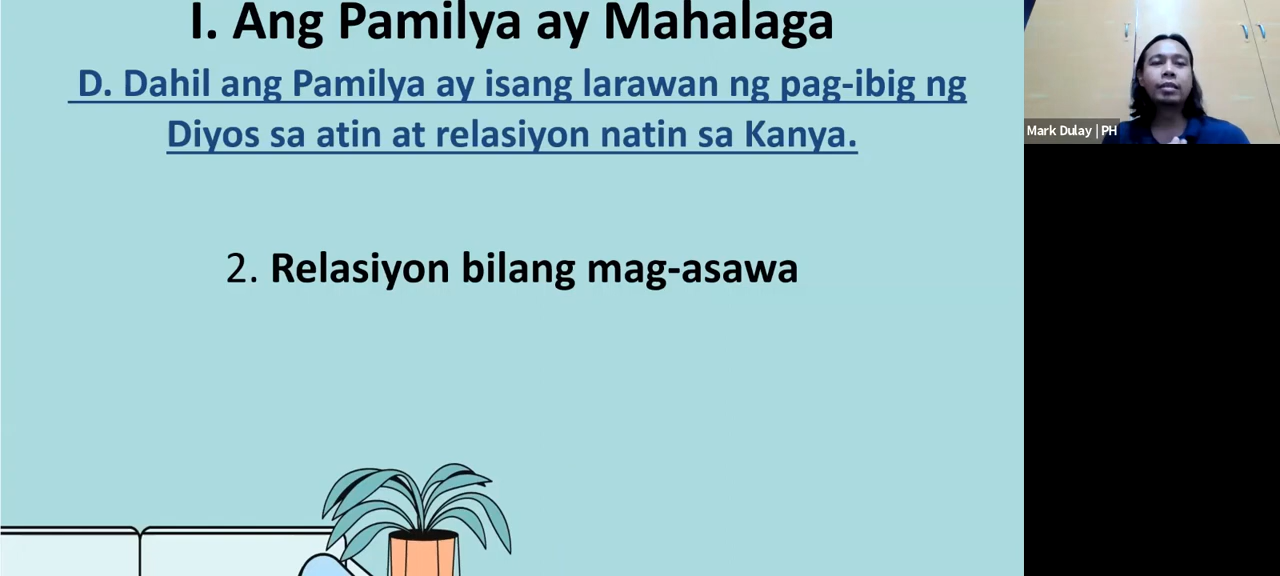 I. Ang Pamilya ay Mahalaga
D. Dahil ang Pamilya ay isang larawan ng pag-ibig ng
Diyos sa atin at relasiyon natin sa Kanya.
2. Relasiyon bilang mag-asawa
Mark Dulay | PH